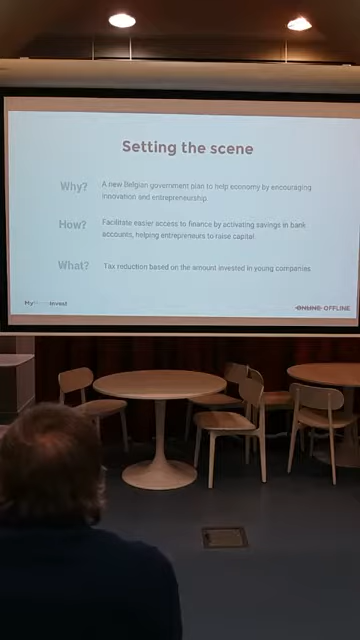 Setting the scene
Why?
A new Belgian government plan to help economy by encouraging
innovation and entrepreneurship.
How?
Facilitate easier access to finance by activating savings in bank
accounts, helping entrepreneurs to raise capital.
What?
Tax reduction based on the amount invested in young companies
ONLINE OFFLINE